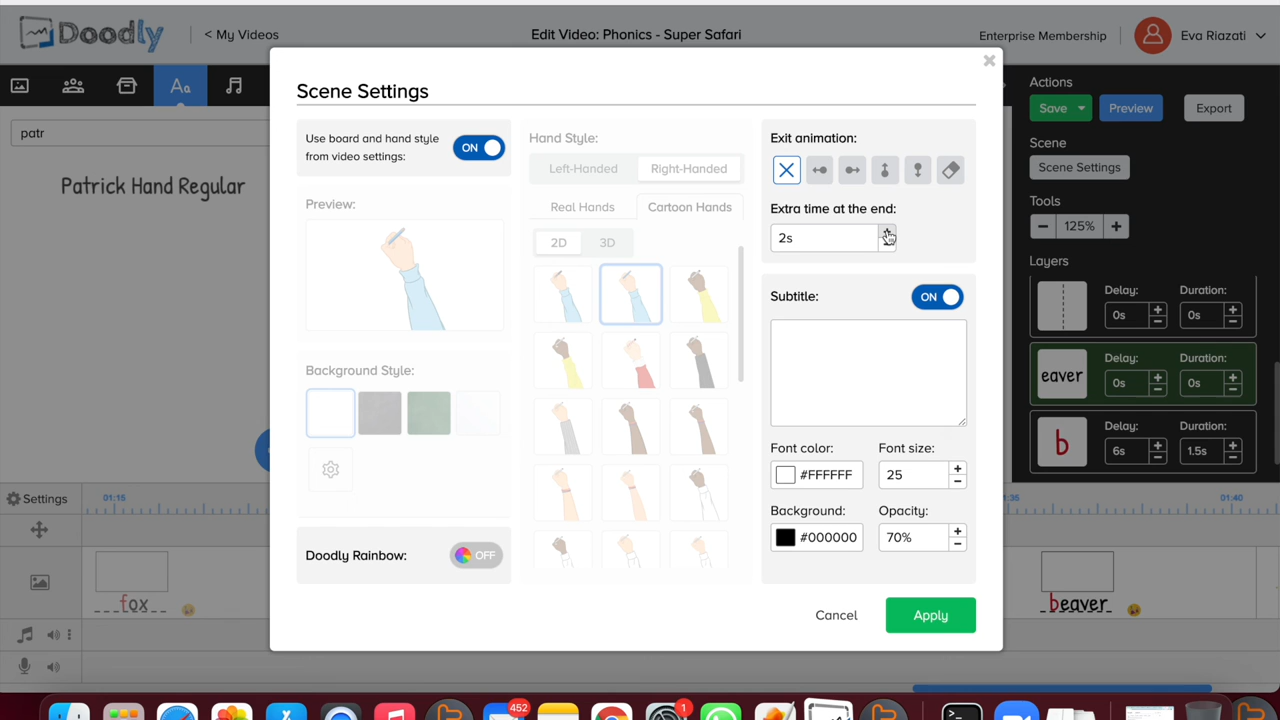 Doodly
< My Videos
Edit Video: Phonics - Super Safari
Enterprise Membership
Eva Riazati
Actions
Save
Preview
Export
Scene
Scene Settings
Tools
125%
Layers
Delay:
Duration:
0s
0s
eaver
Delay:
Duration:
0s
0s
b
Delay:
Duration:
6s
1.5s
Aa
patr
Patrick Hand Regular
Scene Settings
Use board and hand style
from video settings:
ON
Preview:
Background Style:
Doodly Rainbow:
OFF
Hand Style:
Left-Handed
Right-Handed
Real Hands
Cartoon Hands
2D
3D
Exit animation:
Extra time at the end:
2s
Subtitle:
ON
Font color:
Font size:
#FFFFFF
25
Background:
Opacity:
#000000
70%
Cancel
Apply
Settings
01:15
:35
01:40
fox
beaver
452
1